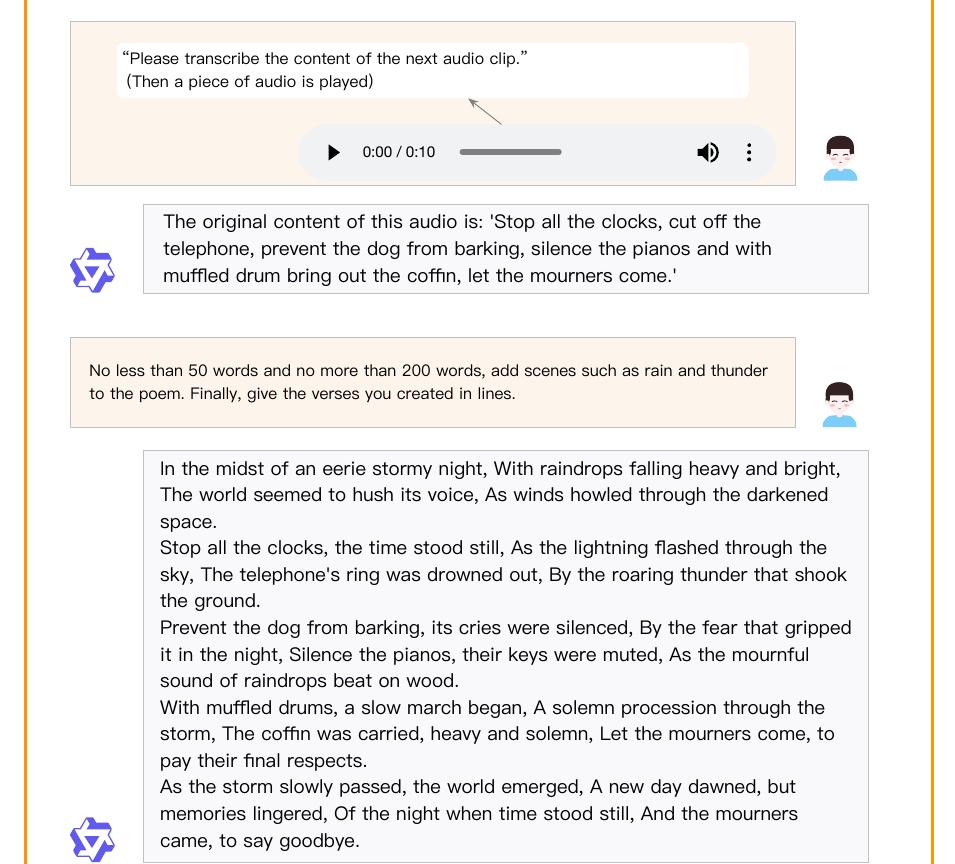 “Please transcribe the content of the next audio clip.”
(Then a piece of audio is played)
0:00 / 0:10
The original content of this audio is: 'Stop all the clocks, cut off the
telephone, prevent the dog from barking, silence the pianos and with
muffled drum bring out the coffin, let the mourners come.'
No less than 50 words and no more than 200 words, add scenes such as rain and thunder
to the poem. Finally, give the verses you created in lines.
In the midst of an eerie stormy night, With raindrops falling heavy and bright,
The world seemed to hush its voice, As winds howled through the darkened
space.
Stop all the clocks, the time stood still, As the lightning flashed through the
sky, The telephone's ring was drowned out, By the roaring thunder that shook
the ground.
Prevent the dog from barking, its cries were silenced, By the fear that gripped
it in the night, Silence the pianos, their keys were muted, As the mournful
sound of raindrops beat on wood.
With muffled drums, a slow march began, A solemn procession through the
storm, The coffin was carried, heavy and solemn, Let the mourners come, to
pay their final respects.
As the storm slowly passed, the world emerged, A new day dawned, but
memories lingered, Of the night when time stood still, And the mourners
came, to say goodbye.